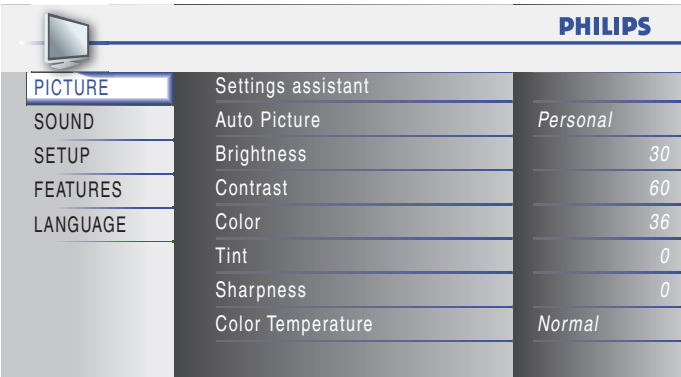 PHILIPS
PICTURE
SOUND
SETUP
FEATURES
LANGUAGE
Settings assistant
Auto Picture Personal
Brightness 30
Contrast 60
Color 36
Tint 0
Sharpness 0
Color Temperature Normal